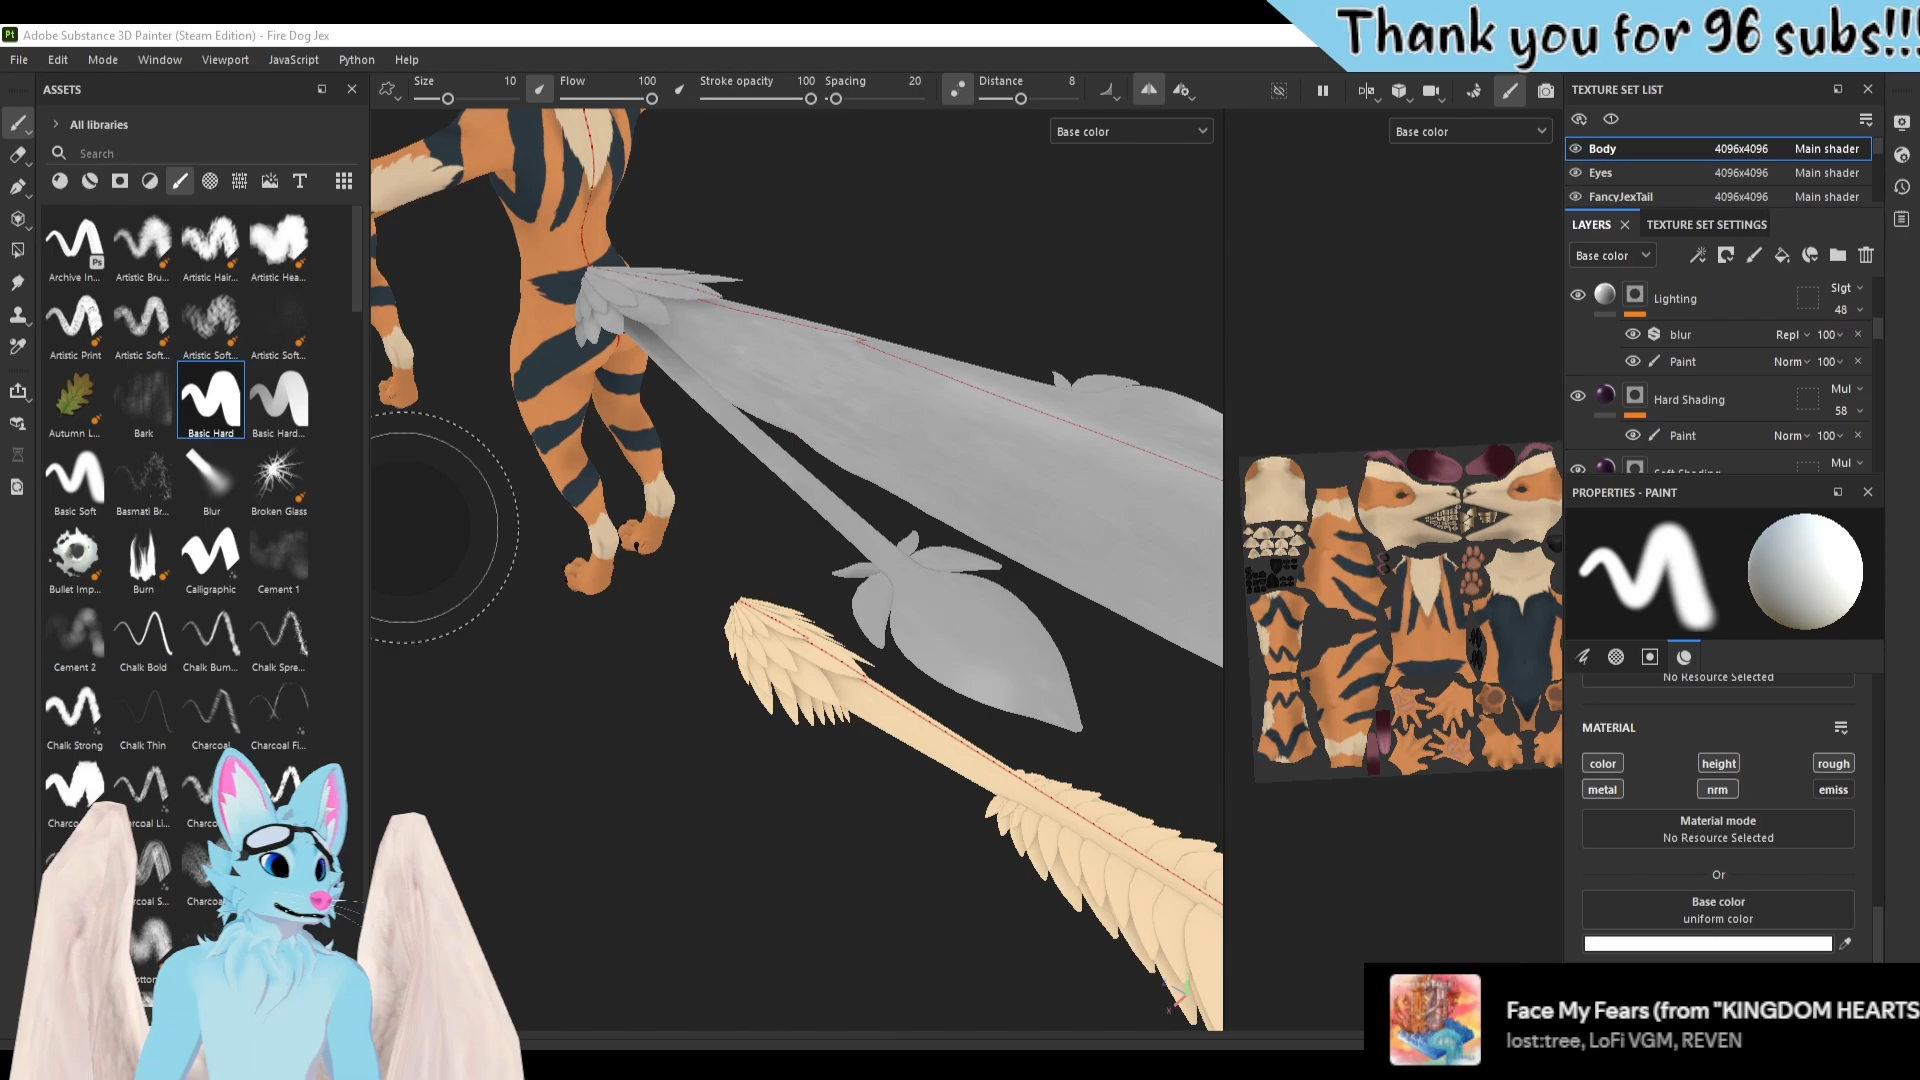 Thank you for 96 subs!!!
Adobe Substance 3D Painter (Steam Edition) - Fire Dog Jex
File Edit Mode Window Viewport JavaScript Python Help
ASSETS
Size 10 Flow 100 Stroke opacity 100 Spacing 20 Distance 8
TEXTURE SET LIST
All libraries
Search
Base color
Base color
Body 4096x4096 Main shader
Eyes 4096x4096 Main shader
FancyJexTail 4096x4096 Main shader
LAYERS TEXTURE SET SETTINGS
Base color
Lighting Slgt 48
blur Repl 100
Paint Norm 100
Hard Shading Mul 58
Paint Norm 100
Mul
PROPERTIES - PAINT
No Resource Selected
MATERIAL
color height rough
metal nrm emiss
Material mode
No Resource Selected
Or
Base color
uniform color
Archive In... Artistic Bru... Artistic Hair... Artistic Hea...
Artistic Print Artistic Soft... Artistic Soft... Artistic Soft...
Autumn L... Bark Basic Hard Basic Hard...
Basic Soft Basmati Br... Blur Broken Glass
Bullet Imp... Burn Calligraphic Cement 1
Cement 2 Chalk Bold Chalk Bum... Chalk Spre...
Chalk Strong Chalk Thin Charcoal Charcoal Fi...
Face My Fears (from "KINGDOM HEARTS
lost:tree, LoFi VGM, REVEN